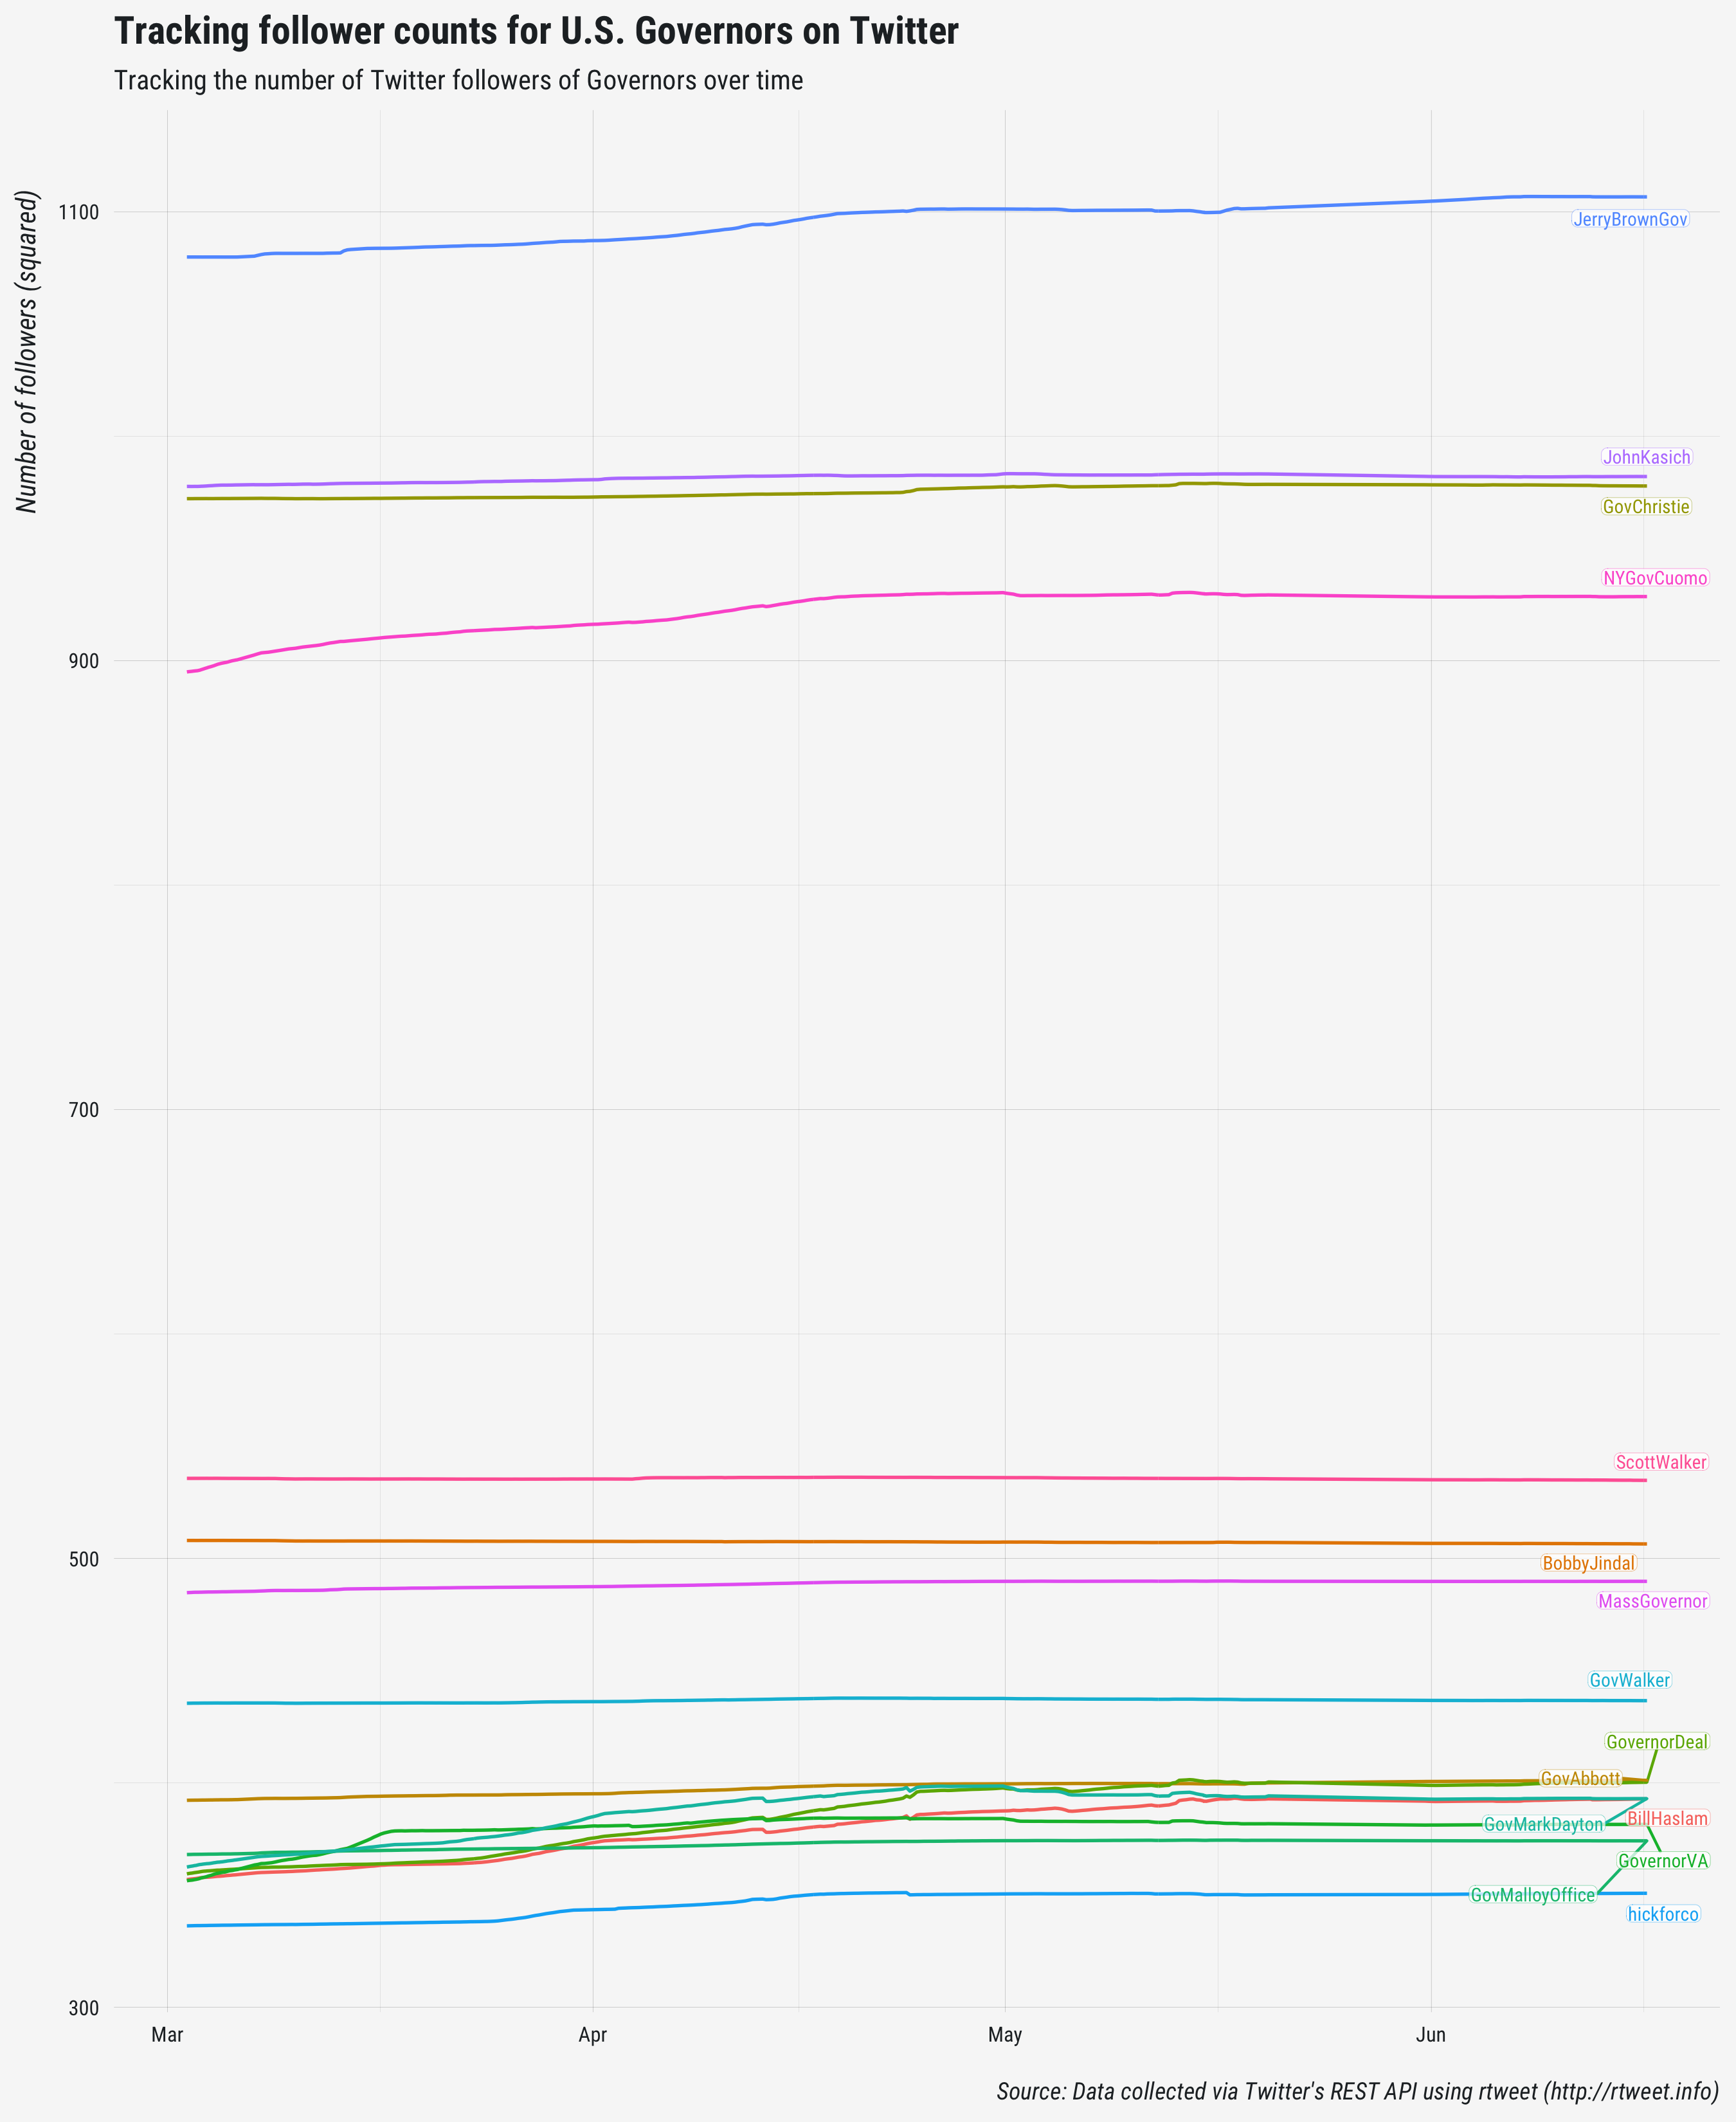 Tracking follower counts for U.S. Governors on Twitter
Tracking the number of Twitter followers of Governors over time
Number of followers (squared)
1100
JerryBrownGov
JohnKasich
GovChristie
NYGovCuomo
900
700
ScottWalker
500
BobbyJindal
MassGovernor
GovWalker
GovernorDeal
GovAbbott
BillHaslam
GovMarkDayton
GovernorVA
GovMalloyOffice
hickforco
300
Mar Apr May Jun
Source: Data collected via Twitter's REST API using rtweet (http://rtweet.info)